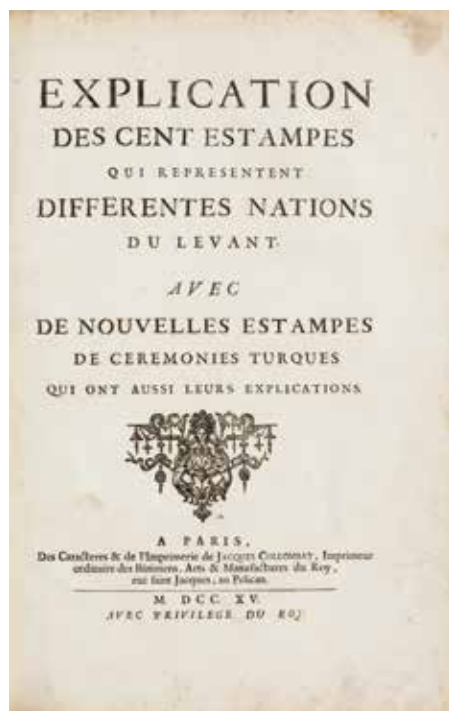 EXPLICATION
DES CENT ESTAMPES
QUI REPRESENTENT
DIFFERENTES NATIONS
DU LEVANT.
AVEC
DE NOUVELLES ESTAMPES
DE CEREMONIES TURQUES
QUI ONT AUSSI LEURS EXPLICATIONS.
A PARIS,
Des Caracteres & de l'Imprimerie de JACQUES COLLOMBAT, Imprimeur
ordinaire des Bâtimens, Arts & Manufactures du Roy,
rue saint Jacques, au Pelican.
M. DCC. XV.
AVEC PRIVILEGE DU ROJ